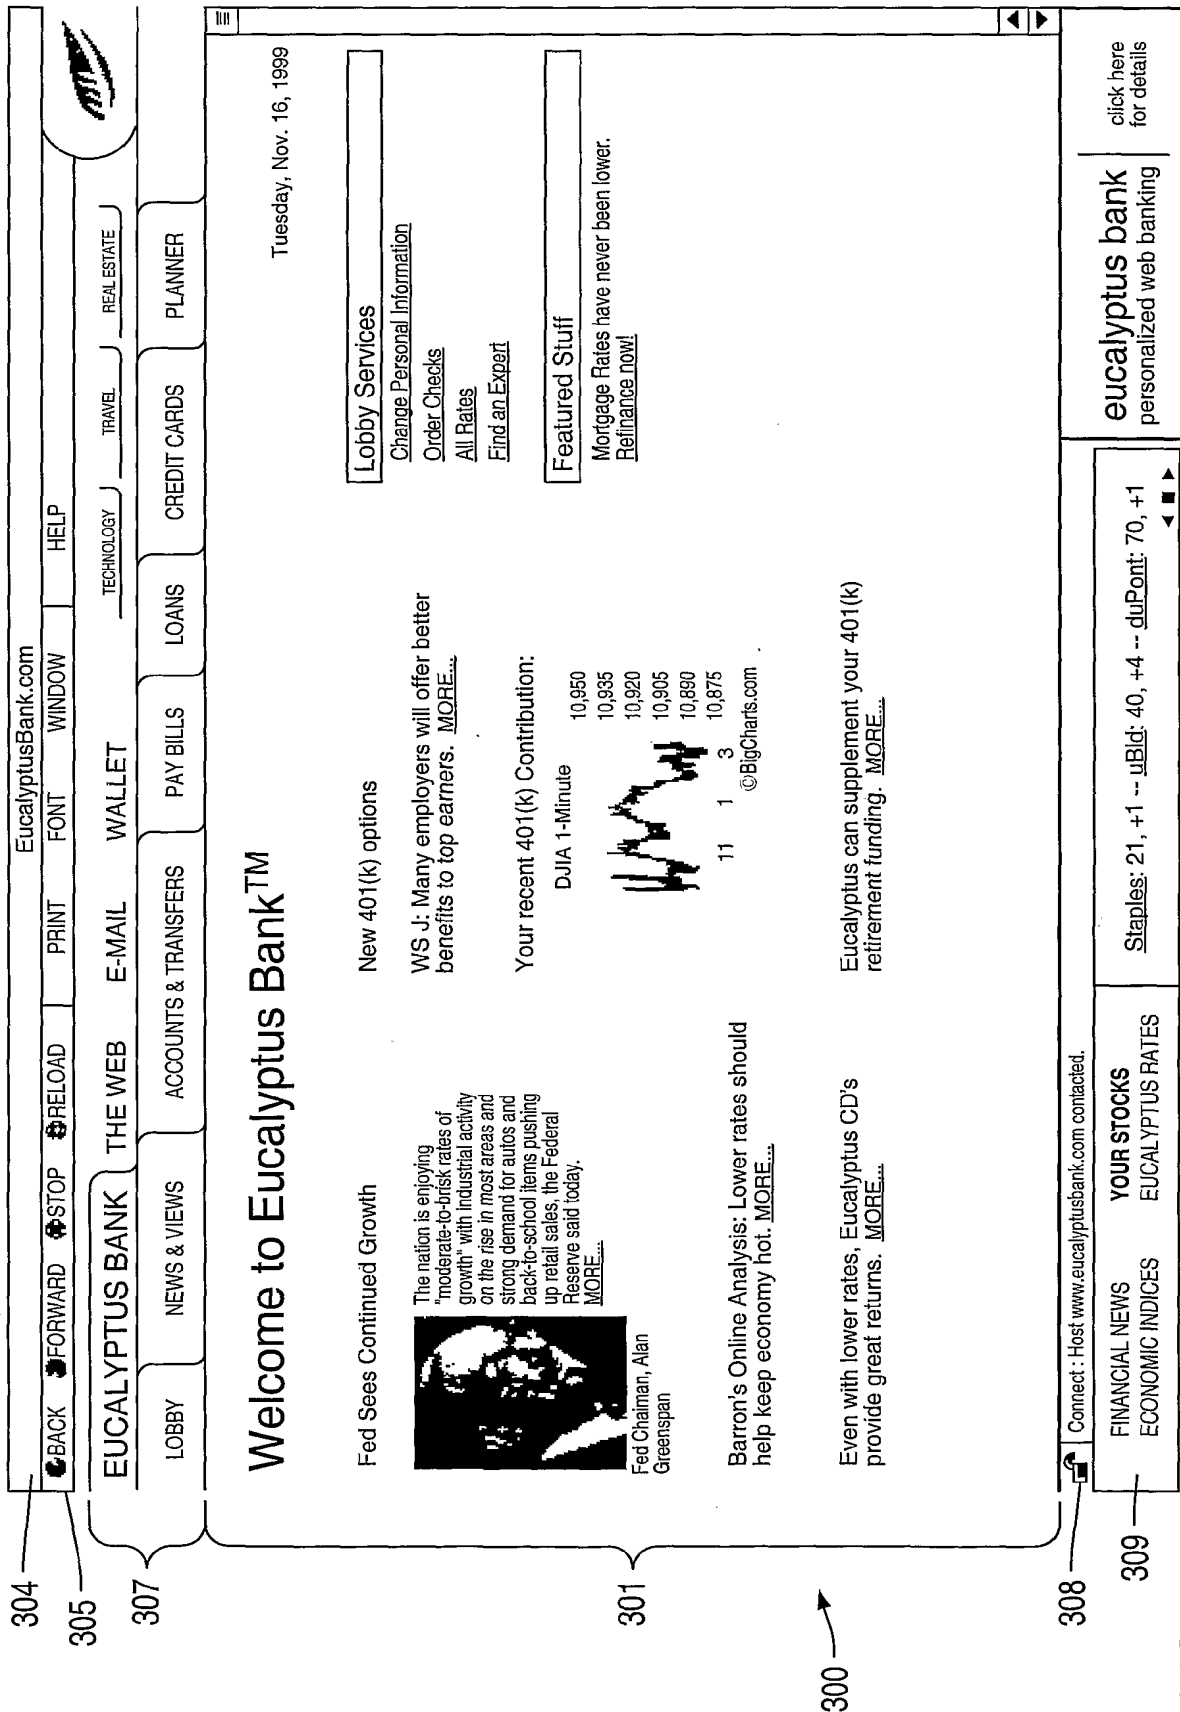 304
EucalyptusBank.com
305
BACK FORWARD STOP RELOAD PRINT FONT WINDOW HELP
307
EUCALYPTUS BANK THE WEB E-MAIL WALLET TECHNOLOGY TRAVEL REAL ESTATE
LOBBY NEWS & VIEWS ACCOUNTS & TRANSFERS PAY BILLS LOANS CREDIT CARDS PLANNER
Welcome to Eucalyptus Bank™
Tuesday, Nov. 16, 1999
301
Fed Sees Continued Growth
The nation is enjoying
"moderate-to-brisk rates of
growth" with Industrial activity
on the rise in most areas and
strong demand for autos and
back-to-school items pushing
up retail sales, the Federal
Reserve said today.
MORE...
Fed Chaiman, Alan
Greenspan
Barron's Online Analysis: Lower rates should
help keep economy hot. MORE...
Even with lower rates, Eucalyptus CD's
provide great returns. MORE...
New 401(k) options
WS J: Many employers will offer better
benefits to top earners. MORE...
Your recent 401(k) Contribution:
DJIA 1-Minute
10,950
10,935
10,920
10,905
10,890
10,875
11 1 3
©BigCharts.com
Eucalyptus can supplement your 401(k)
retirement funding. MORE...
Lobby Services
Change Personal Information
Order Checks
All Rates
Find an Expert
Featured Stuff
Mortgage Rates have never been lower.
Refinance now!
300
308
Connect : Host www.eucalyptusbank.com contacted.
309
FINANCIAL NEWS YOUR STOCKS
ECONOMIC INDICES EUCALYPTUS RATES
Staples: 21, +1 -- uBid: 40, +4 -- duPont: 70, +1
eucalyptus bank
personalized web banking
click here
for details